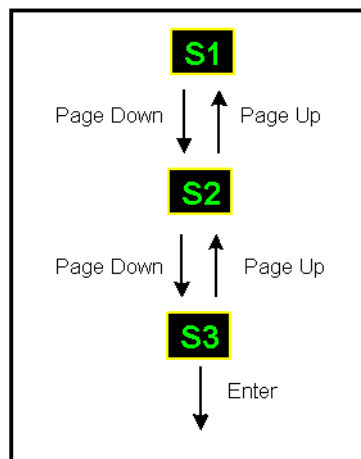 S1
Page Down Page Up
S2
Page Down Page Up
S3
Enter